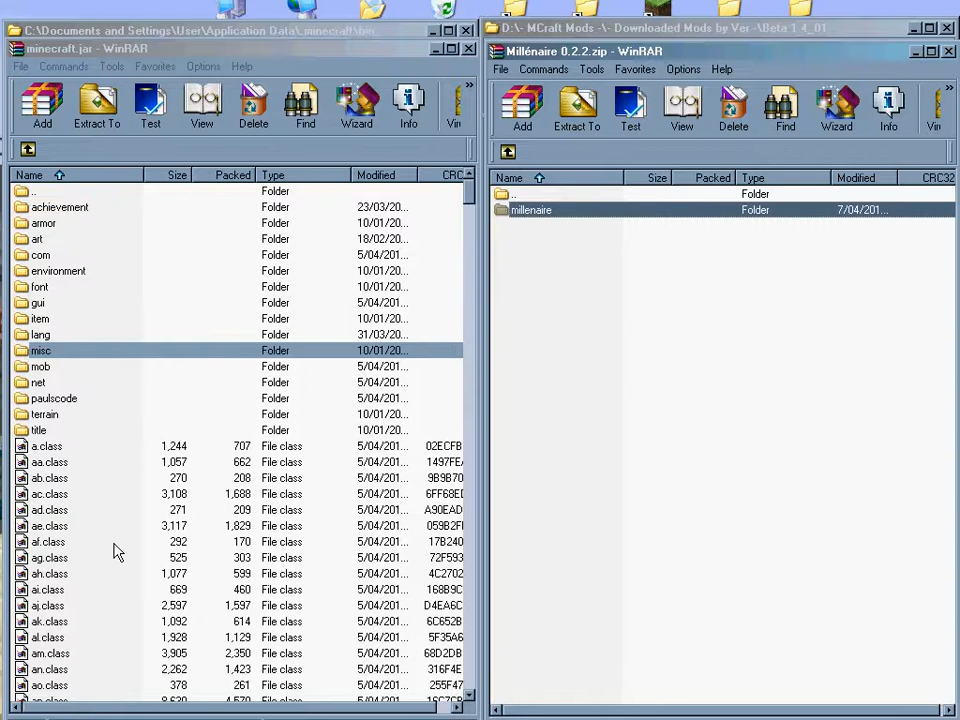 C:\Documents and Settings\User\Application Data\.minecraft\bin
minecraft.jar - WinRAR
File Commands Tools Favorites Options Help
Add Extract To Test View Delete Find Wizard Info
Name Size Packed Type Modified CRC
.. Folder
achievement Folder 23/03/20...
armor Folder 10/01/20...
art Folder 18/02/20...
com Folder 5/04/201...
environment Folder 10/01/20...
font Folder 10/01/20...
gui Folder 5/04/201...
item Folder 10/01/20...
lang Folder 31/03/20...
misc Folder 10/01/20...
mob Folder 5/04/201...
net Folder 5/04/201...
paulscode Folder 5/04/201...
terrain Folder 10/01/20...
title Folder 10/01/20...
a.class 1,244 707 File class 5/04/201... 02ECFB
aa.class 1,057 662 File class 5/04/201... 1497FE
ab.class 270 208 File class 5/04/201... 9B9B70
ac.class 3,108 1,688 File class 5/04/201... 6FF68E
ad.class 271 209 File class 5/04/201... A90EAD
ae.class 3,117 1,829 File class 5/04/201... 059B2F
af.class 292 170 File class 5/04/201... 17B240
ag.class 525 303 File class 5/04/201... 72F593
ah.class 1,077 599 File class 5/04/201... 4C2702
ai.class 669 460 File class 5/04/201... 168B9C
aj.class 2,597 1,597 File class 5/04/201... D4EA6C
ak.class 1,092 614 File class 5/04/201... 6C652B
al.class 1,928 1,129 File class 5/04/201... 5F35A
am.class 3,905 2,350 File class 5/04/201... 68D2DB
an.class 2,262 1,423 File class 5/04/201... 316F4E
ao.class 378 261 File class 5/04/201... 255F47
D:\- MCraft Mods -\- Downloaded Mods by Ver -\Beta 1_4_01
Millénaire 0.2.2.zip - WinRAR
File Commands Tools Favorites Options Help
Add Extract To Test View Delete Find Wizard Info
Name Size Packed Type Modified CRC32
.. Folder
millenaire Folder 7/04/201...